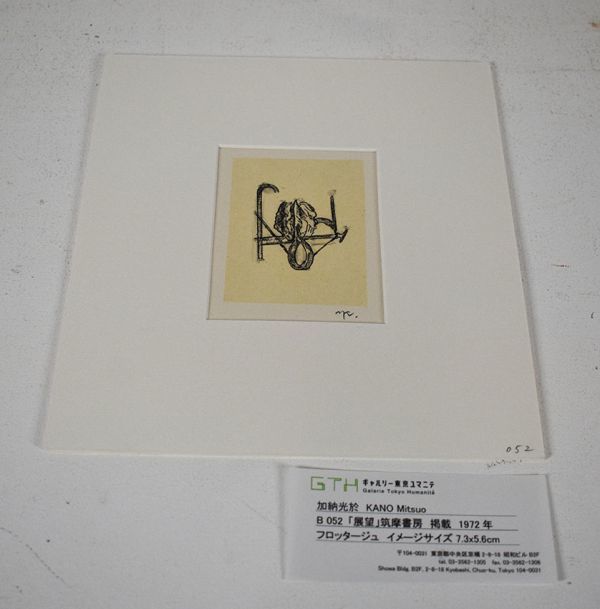 052
GTH ギャルリー東京ユマニテ
Galerie Tokyo Humanité
加納光於 KANO Mitsuo
B 052 「展望」筑摩書房 掲載 1972年
フロッタージュ イメージサイズ 7.3x5.6cm
〒104-0031 東京都中央区京橋 2-8-18 昭和ビル B2F
tel. 03-3562-1305 fax. 03-3562-1306
Showa Bldg. B2F, 2-8-18 Kyobashi, Chuo-ku, Tokyo 104-0031